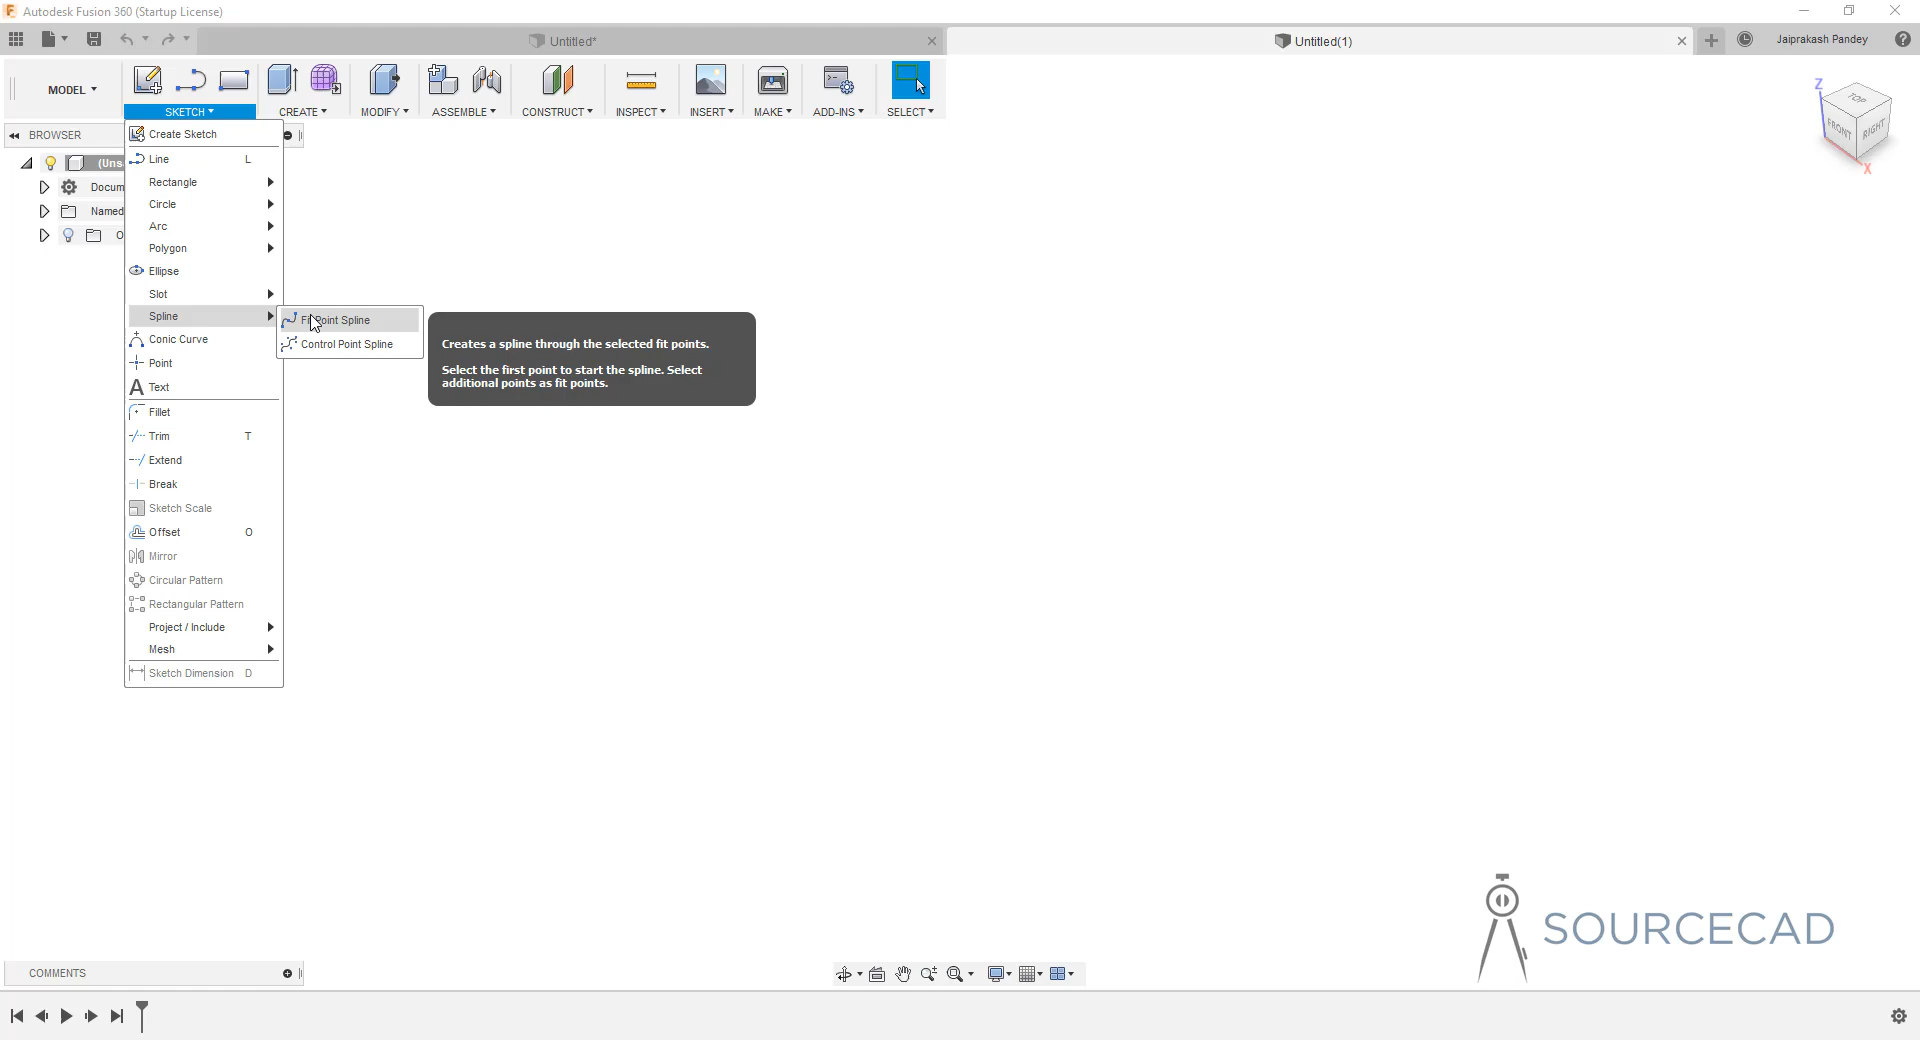 Autodesk Fusion 360 (Startup License)
Untitled*
Untitled(1)
Jaiprakash Pandey
MODEL
SKETCH
CREATE
MODIFY
ASSEMBLE
CONSTRUCT
INSPECT
INSERT
MAKE
ADD-INS
SELECT
Z
TOP
FRONT
RIGHT
X
BROWSER
(Uns
Docum
Named
O
Create Sketch
Line L
Rectangle
Circle
Arc
Polygon
Ellipse
Slot
Spline
Conic Curve
Point
Text
Fillet
Trim T
Extend
Break
Sketch Scale
Offset O
Mirror
Circular Pattern
Rectangular Pattern
Project / Include
Mesh
Sketch Dimension D
Fit Point Spline
Control Point Spline
Creates a spline through the selected fit points.
Select the first point to start the spline. Select
additional points as fit points.
SOURCECAD
COMMENTS